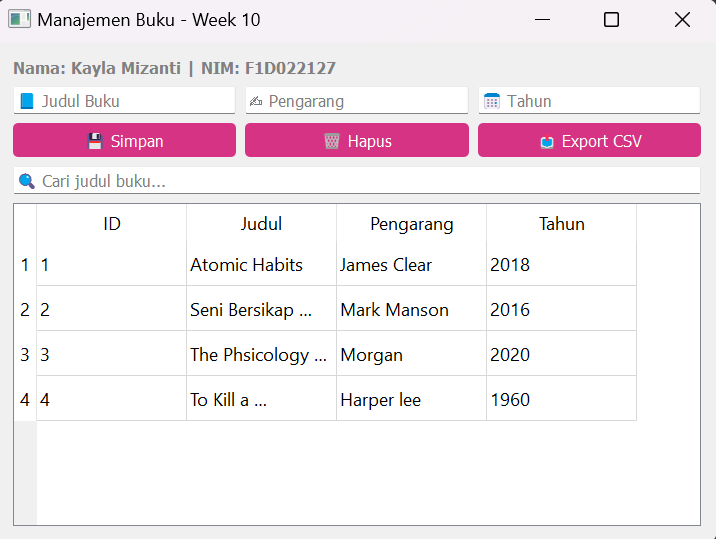 Manajemen Buku - Week 10
Nama: Kayla Mizanti | NIM: F1D022127
Judul Buku Pengarang Tahun
Simpan Hapus Export CSV
Cari judul buku...
ID Judul Pengarang Tahun
1 1 Atomic Habits James Clear 2018
2 2 Seni Bersikap ... Mark Manson 2016
3 3 The Phsicology ... Morgan 2020
4 4 To Kill a ... Harper lee 1960